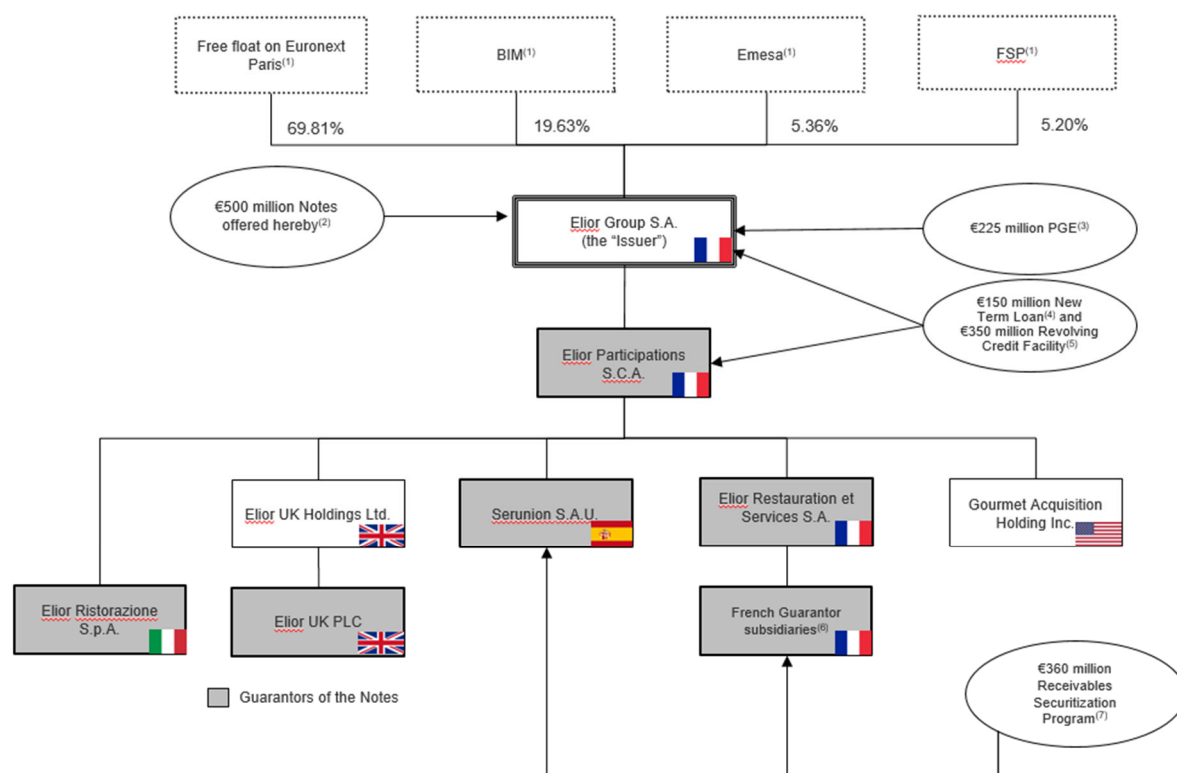 Free float on Euronext
Paris(1)
BIM(1)
Emesa(1)
FSP(1)
69.81%
19.63%
5.36%
5.20%
€500 million Notes
offered hereby(2)
Elior Group S.A.
(the “Issuer”)
€225 million PGE(3)
€150 million New
Term Loan(4) and
€350 million Revolving
Credit Facility(5)
Elior Participations
S.C.A.
Elior UK Holdings Ltd.
Serunion S.A.U.
Elior Restauration et
Services S.A.
Gourmet Acquisition
Holding Inc.
Elior Ristorazione
S.p.A.
Elior UK PLC
French Guarantor
subsidiaries(6)
Guarantors of the Notes
€360 million
Receivables
Securitization
Program(7)